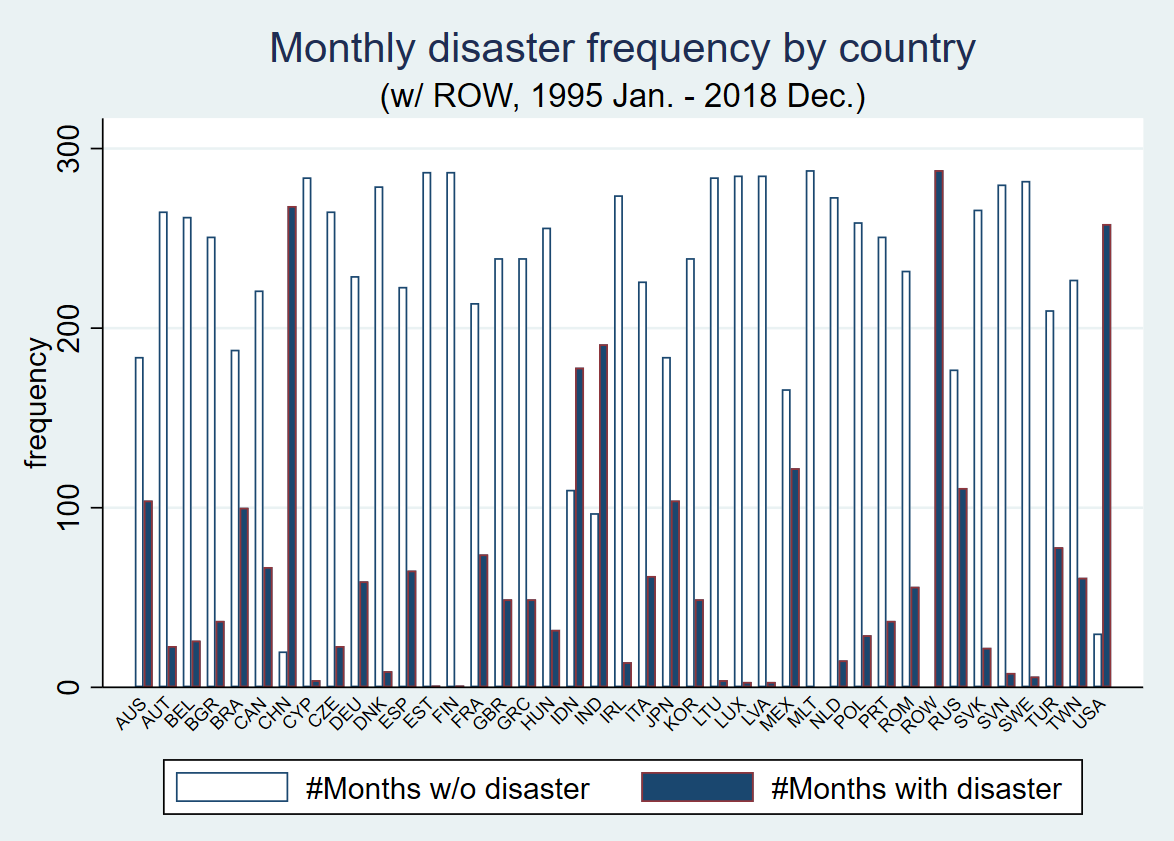 Monthly disaster frequency by country
(w/ ROW, 1995 Jan. - 2018 Dec.)
frequency
300
200
100
0
AUS AUT BEL BGR BRA CAN CHN CYP CZE DEU DNK ESP EST FIN FRA GBR GRC HUN IDN IND IRL ITA JPN KOR LTU LUX LVA MEX MLT NLD POL PRT ROM ROW RUS SVK SVN SWE TUR TWN USA
#Months w/o disaster #Months with disaster